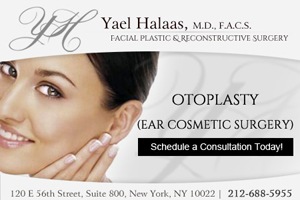 YH
Yael Halaas, M.D., F.A.C.S.
Facial Plastic & Reconstructive Surgery
OTOPLASTY
(EAR COSMETIC SURGERY)
Schedule a Consultation Today!
120 E 56th Street, Suite 800, New York, NY 10022 | 212-688-5955